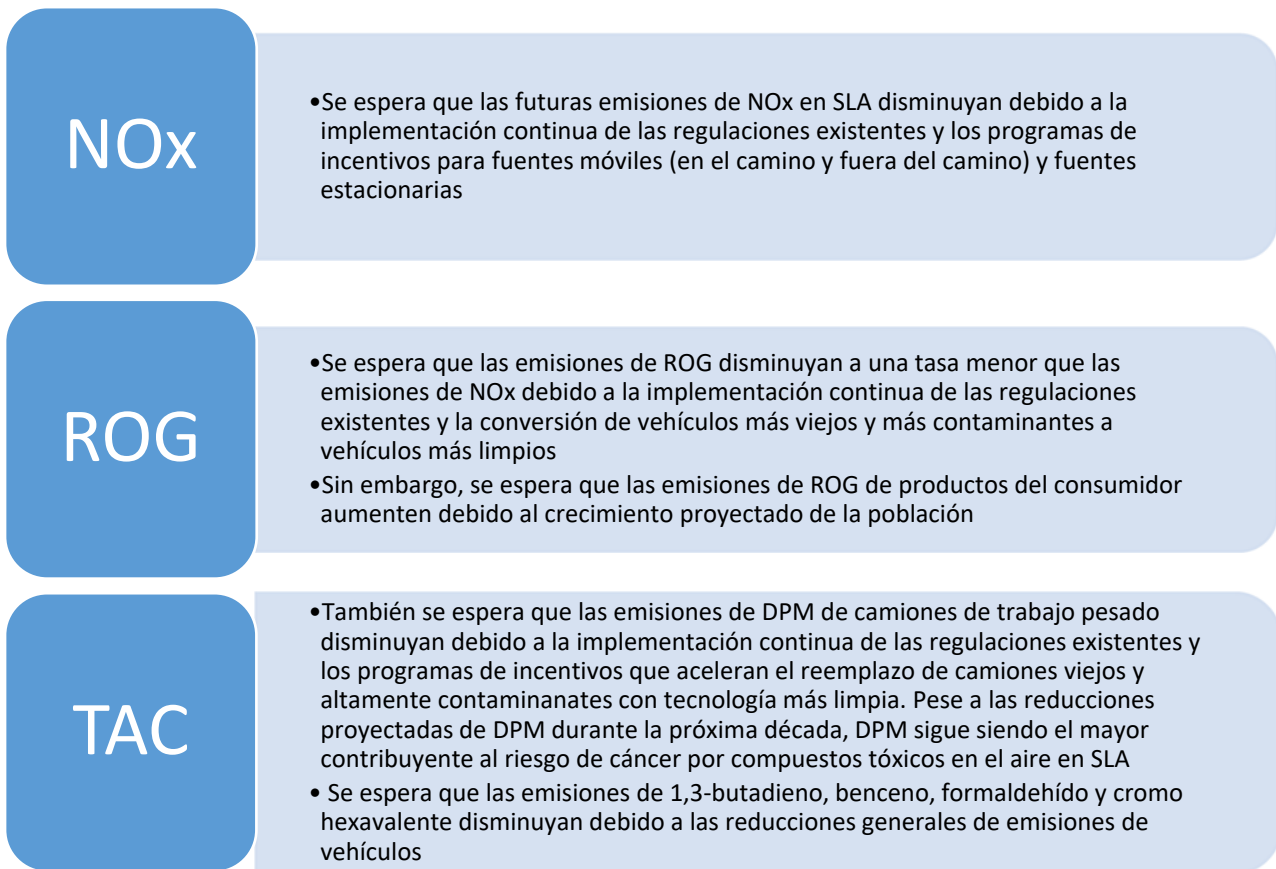 NOx
•Se espera que las futuras emisiones de NOx en SLA disminuyan debido a la
implementación continua de las regulaciones existentes y los programas de
incentivos para fuentes móviles (en el camino y fuera del camino) y fuentes
estacionarias
ROG
•Se espera que las emisiones de ROG disminuyan a una tasa menor que las
emisiones de NOx debido a la implementación continua de las regulaciones
existentes y la conversión de vehículos más viejos y más contaminantes a
vehículos más limpios
•Sin embargo, se espera que las emisiones de ROG de productos del consumidor
aumenten debido al crecimiento proyectado de la población
TAC
•También se espera que las emisiones de DPM de camiones de trabajo pesado
disminuyan debido a la implementación continua de las regulaciones existentes y
los programas de incentivos que aceleran el reemplazo de camiones viejos y
altamente contaminanates con tecnología más limpia. Pese a las reducciones
proyectadas de DPM durante la próxima década, DPM sigue siendo el mayor
contribuyente al riesgo de cáncer por compuestos tóxicos en el aire en SLA
• Se espera que las emisiones de 1,3-butadieno, benceno, formaldehído y cromo
hexavalente disminuyan debido a las reducciones generales de emisiones de
vehículos